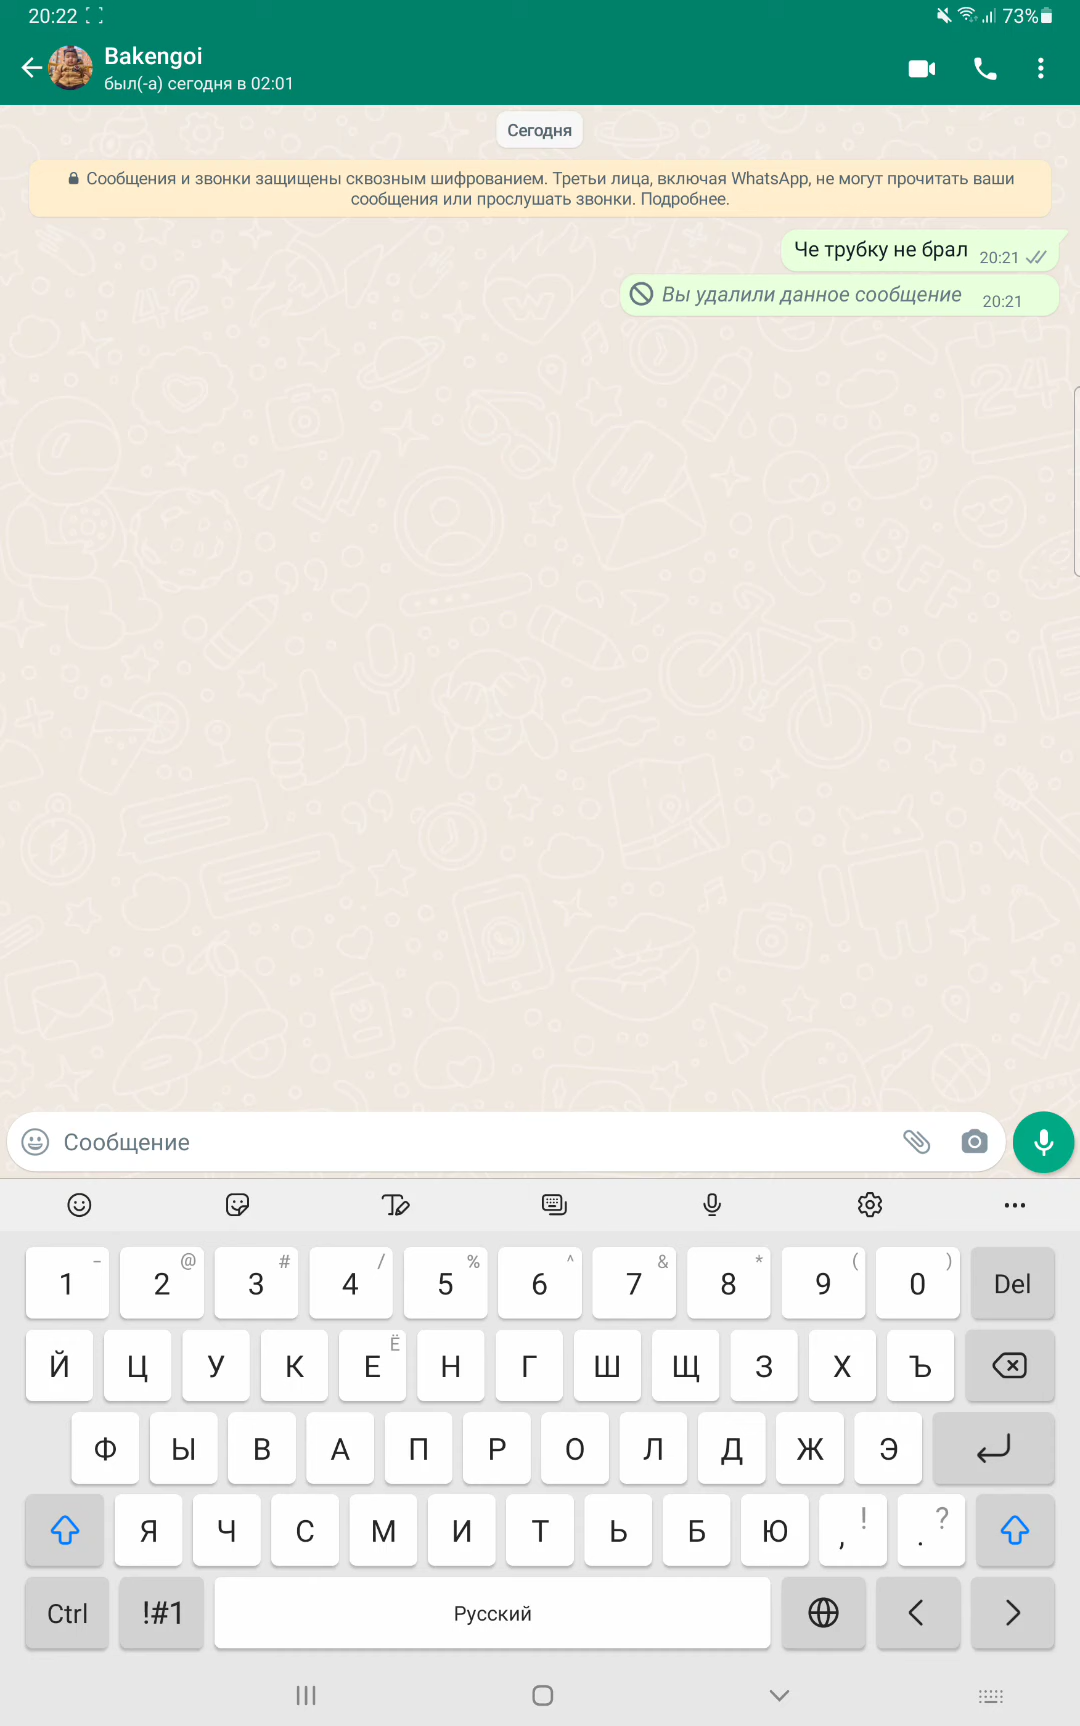 20:22 73%
Bakengoi
был(-а) сегодня в 02:01
Сегодня
Сообщения и звонки защищены сквозным шифрованием. Третьи лица, включая WhatsApp, не могут прочитать ваши
сообщения или прослушать звонки. Подробнее.
Че трубку не брал 20:21
Вы удалили данное сообщение 20:21
Сообщение
1 - 2 @ 3 # 4 / 5 % 6 ^ 7 & 8 * 9 ( 0 ) Del
Й Ц У К Е Ё Н Г Ш Щ З Х Ъ
Ф Ы В А П Р О Л Д Ж Э
Я Ч С М И Т Ь Б Ю , ! . ?
Ctrl !#1 Русский < >